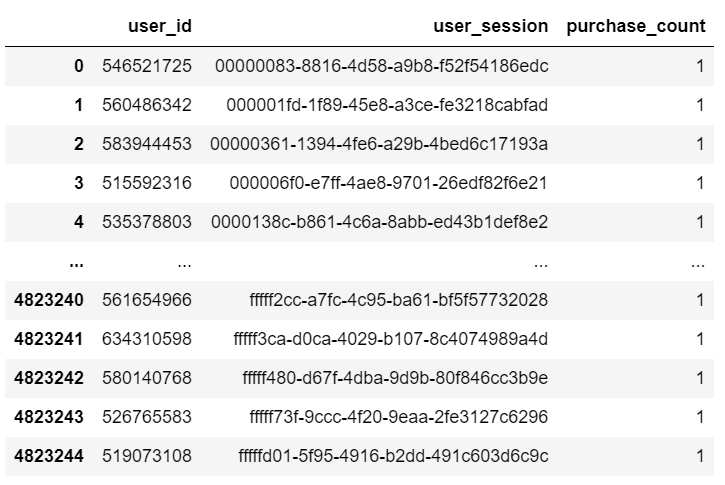 user_id user_session purchase_count
0 546521725 00000083-8816-4d58-a9b8-f52f54186edc 1
1 560486342 000001fd-1f89-45e8-a3ce-fe3218cabfad 1
2 583944453 00000361-1394-4fe6-a29b-4bed6c17193a 1
3 515592316 000006f0-e7ff-4ae8-9701-26edf82f6e21 1
4 535378803 0000138c-b861-4c6a-8abb-ed43b1def8e2 1
... ... ... ...
4823240 561654966 fffff2cc-a7fc-4c95-ba61-bf5f57732028 1
4823241 634310598 fffff3ca-d0ca-4029-b107-8c4074989a4d 1
4823242 580140768 fffff480-d67f-4dba-9d9b-80f846cc3b9e 1
4823243 526765583 fffff73f-9ccc-4f20-9eaa-2fe3127c6296 1
4823244 519073108 fffffd01-5f95-4916-b2dd-491c603d6c9c 1